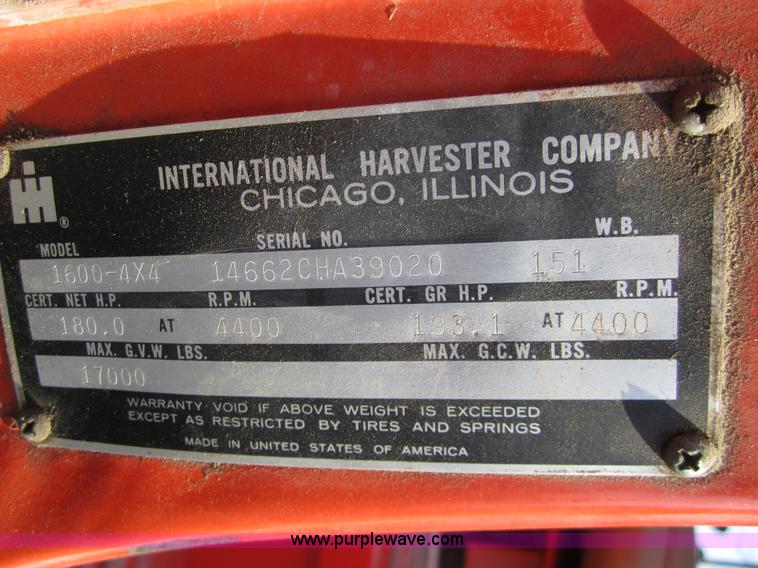 INTERNATIONAL HARVESTER COMPANY
CHICAGO, ILLINOIS
IH ®
MODEL SERIAL NO. W.B.
1600-4X4 14662CHA39020 151
CERT. NET H.P. R.P.M. CERT. GR H.P. R.P.M.
180.0 AT 4400 193.1 AT 4400
MAX. G.V.W. LBS. MAX. G.C.W. LBS.
17000
WARRANTY VOID IF ABOVE WEIGHT IS EXCEEDED
EXCEPT AS RESTRICTED BY TIRES AND SPRINGS
MADE IN UNITED STATES OF AMERICA
www.purplewave.com